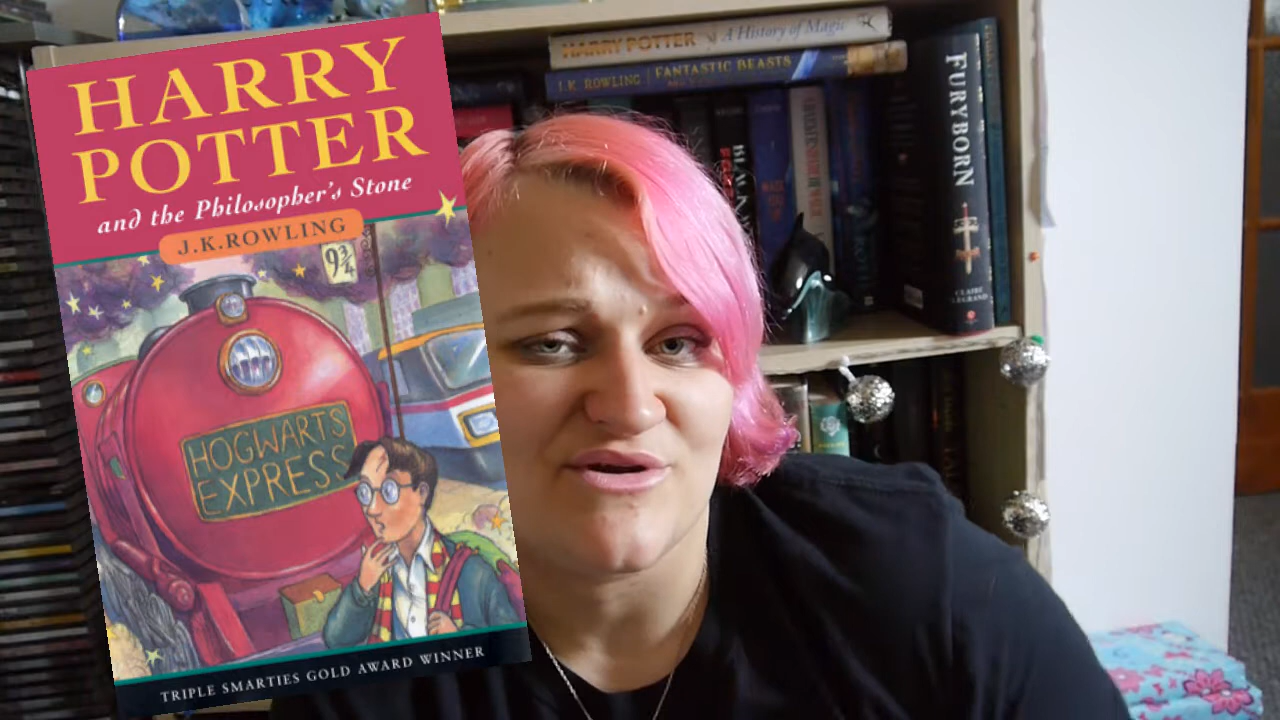 HARRY
POTTER
and the Philosopher's Stone
J.K.ROWLING
9¾
HOGWARTS
EXPRESS
TRIPLE SMARTIES GOLD AWARD WINNER
HARRY POTTER A History of Magic
J.K. ROWLING FANTASTIC BEASTS
FURYBORN
CLAIRE
LEGRAND